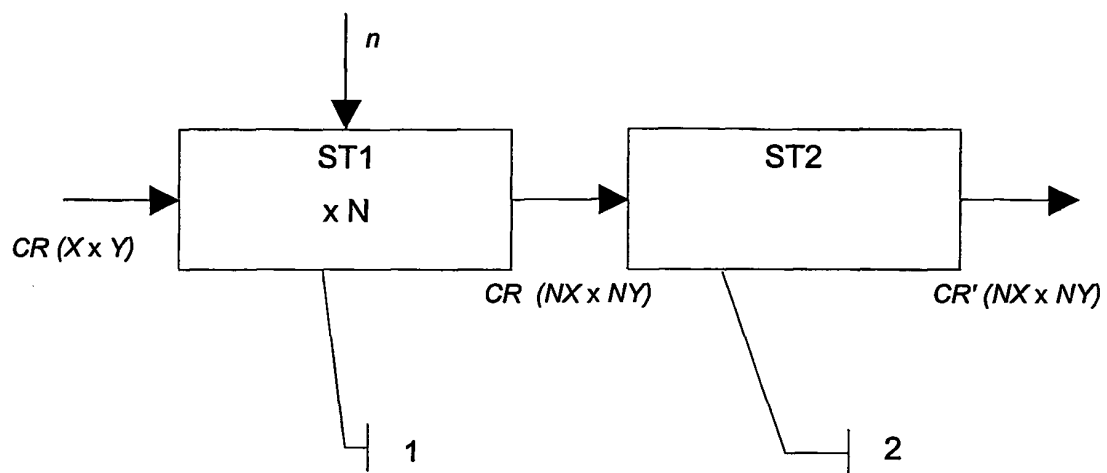 n
ST1
x N
ST2
CR (X x Y)
CR (NX x NY)
CR' (NX x NY)
1
2